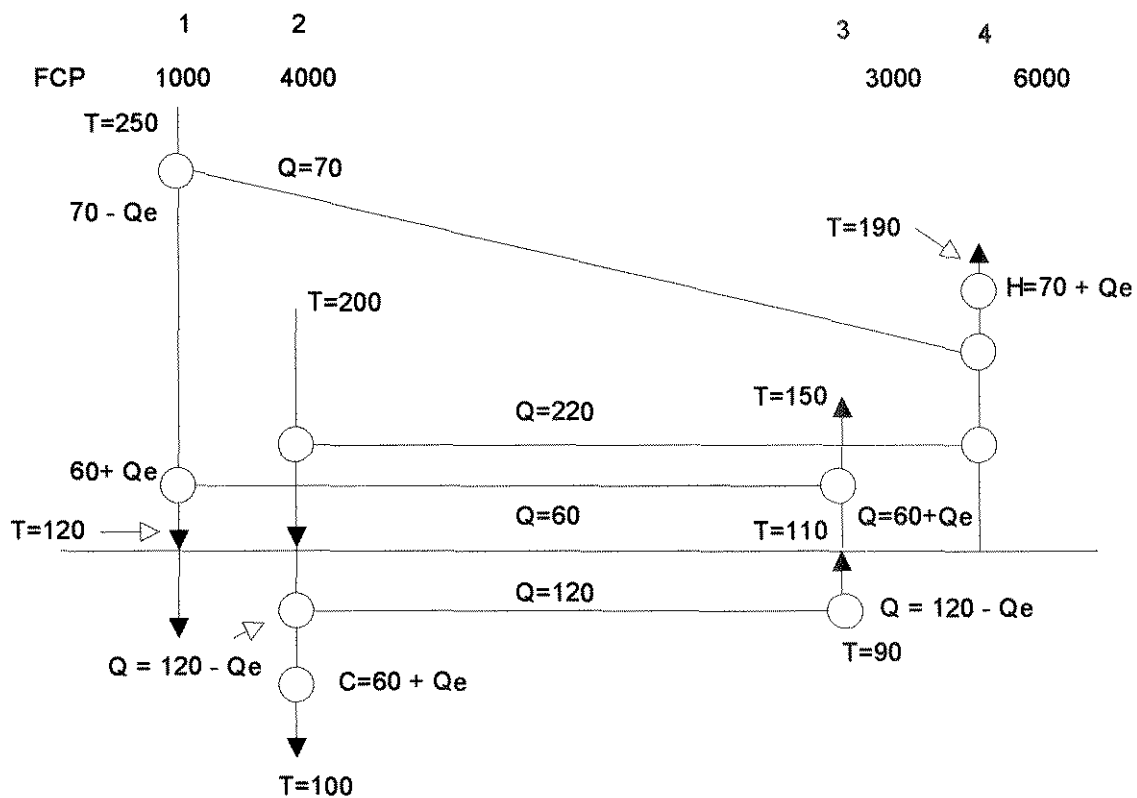 1 2 3 4
FCP 1000 4000 3000 6000
T=250
Q=70
70 - Qe
T=190
H=70 + Qe
T=200
T=150
Q=220
60+ Qe
Q=60
Q=60+Qe
T=120
T=110
Q=120
Q = 120 - Qe
Q = 120 - Qe
T=90
C=60 + Qe
T=100